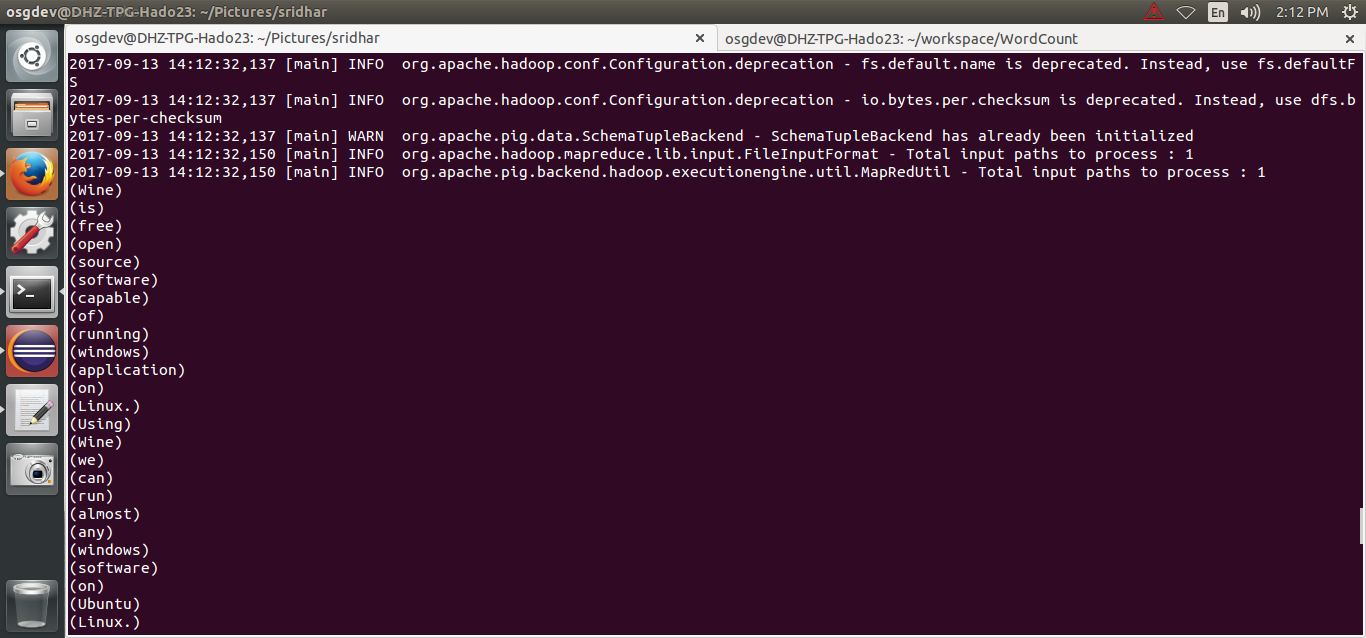 osgdev@DHZ-TPG-Hado23: ~/Pictures/sridhar
En
2:12 PM
osgdev@DHZ-TPG-Hado23: ~/Pictures/sridhar × osgdev@DHZ-TPG-Hado23: ~/workspace/WordCount ×
2017-09-13 14:12:32,137 [main] INFO  org.apache.hadoop.conf.Configuration.deprecation - fs.default.name is deprecated. Instead, use fs.defaultF
S
2017-09-13 14:12:32,137 [main] INFO  org.apache.hadoop.conf.Configuration.deprecation - io.bytes.per.checksum is deprecated. Instead, use dfs.b
ytes-per-checksum
2017-09-13 14:12:32,137 [main] WARN  org.apache.pig.data.SchemaTupleBackend - SchemaTupleBackend has already been initialized
2017-09-13 14:12:32,150 [main] INFO  org.apache.hadoop.mapreduce.lib.input.FileInputFormat - Total input paths to process : 1
2017-09-13 14:12:32,150 [main] INFO  org.apache.pig.backend.hadoop.executionengine.util.MapRedUtil - Total input paths to process : 1
(Wine)
(is)
(free)
(open)
(source)
(software)
(capable)
(of)
(running)
(windows)
(application)
(on)
(Linux.)
(Using)
(Wine)
(we)
(can)
(run)
(almost)
(any)
(windows)
(software)
(on)
(Ubuntu)
(Linux.)